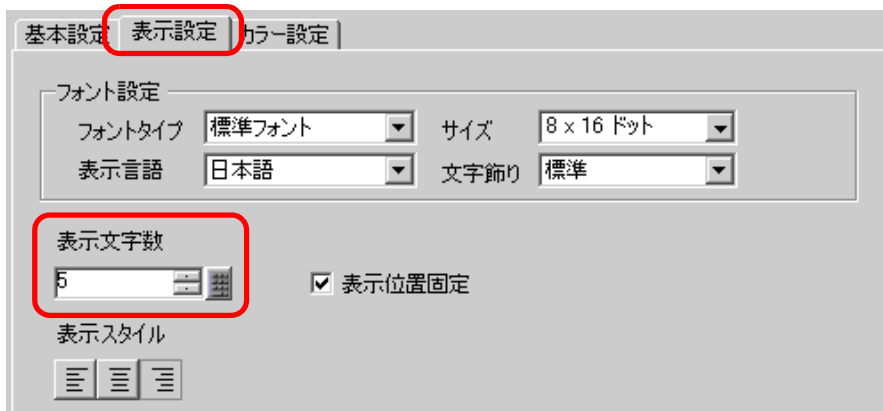 基本設定 表示設定 カラー設定
フォント設定
フォントタイプ 標準フォント サイズ 8 x 16 ドット
表示言語 日本語 文字飾り 標準
表示文字数
5 表示位置固定
表示スタイル